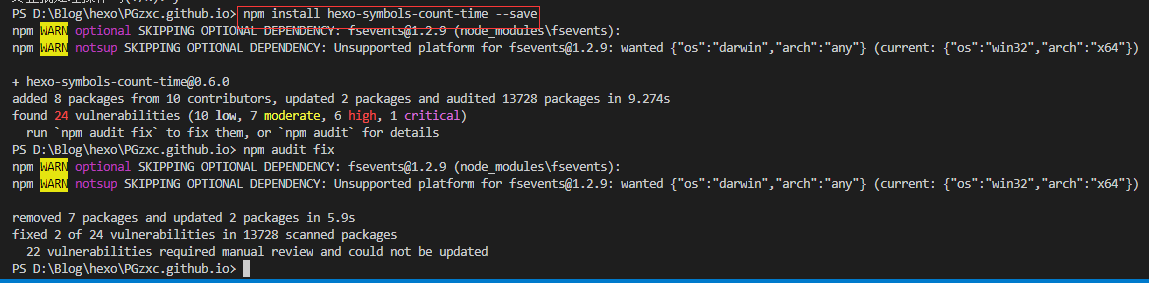 PS D:\Blog\hexo\PGzxc.github.io> npm install hexo-symbols-count-time --save
npm WARN optional SKIPPING OPTIONAL DEPENDENCY: fsevents@1.2.9 (node_modules\fsevents):
npm WARN notsup SKIPPING OPTIONAL DEPENDENCY: Unsupported platform for fsevents@1.2.9: wanted {"os":"darwin","arch":"any"} (current: {"os":"win32","arch":"x64"})
+ hexo-symbols-count-time@0.6.0
added 8 packages from 10 contributors, updated 2 packages and audited 13728 packages in 9.274s
found 24 vulnerabilities (10 low, 7 moderate, 6 high, 1 critical)
run `npm audit fix` to fix them, or `npm audit` for details
PS D:\Blog\hexo\PGzxc.github.io> npm audit fix
npm WARN optional SKIPPING OPTIONAL DEPENDENCY: fsevents@1.2.9 (node_modules\fsevents):
npm WARN notsup SKIPPING OPTIONAL DEPENDENCY: Unsupported platform for fsevents@1.2.9: wanted {"os":"darwin","arch":"any"} (current: {"os":"win32","arch":"x64"})
removed 7 packages and updated 2 packages in 5.9s
fixed 2 of 24 vulnerabilities in 13728 scanned packages
22 vulnerabilities required manual review and could not be updated
PS D:\Blog\hexo\PGzxc.github.io>